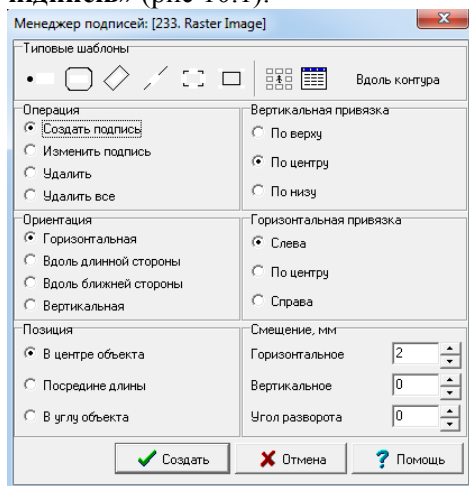 подпись» (рис 10.1).
Менеджер подписей: [233. Raster Image]
Типовые шаблоны
Вдоль контура
Операция
Создать подпись
Изменить подпись
Удалить
Удалить все
Вертикальная привязка
По верху
По центру
По низу
Ориентация
Горизонтальная
Вдоль длинной стороны
Вдоль ближней стороны
Вертикальная
Горизонтальная привязка
Слева
По центру
Справа
Позиция
В центре объекта
Посредине длины
В углу объекта
Смещение, мм
Горизонтальное 2
Вертикальное 0
Угол разворота 0
Создать
Отмена
? Помощь